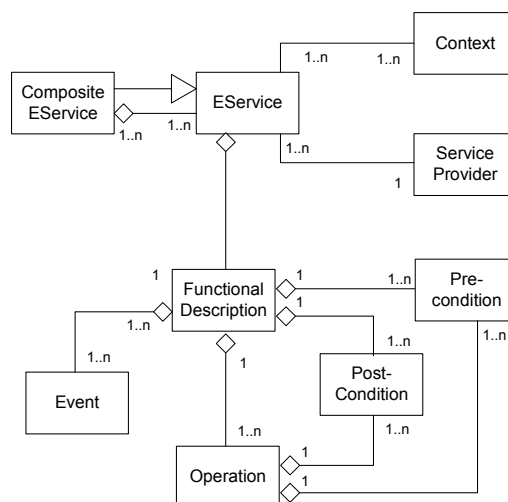 Context
1..n
1..n
Composite
EService
EService
1..n
1..n
1..n
Service
Provider
1
1
Functional
Description
1..n
1
1..n
Pre-
condition
1
1..n
1..n
1..n
1
Post-
Condition
1..n
Event
1..n
1..n
Operation
1
1